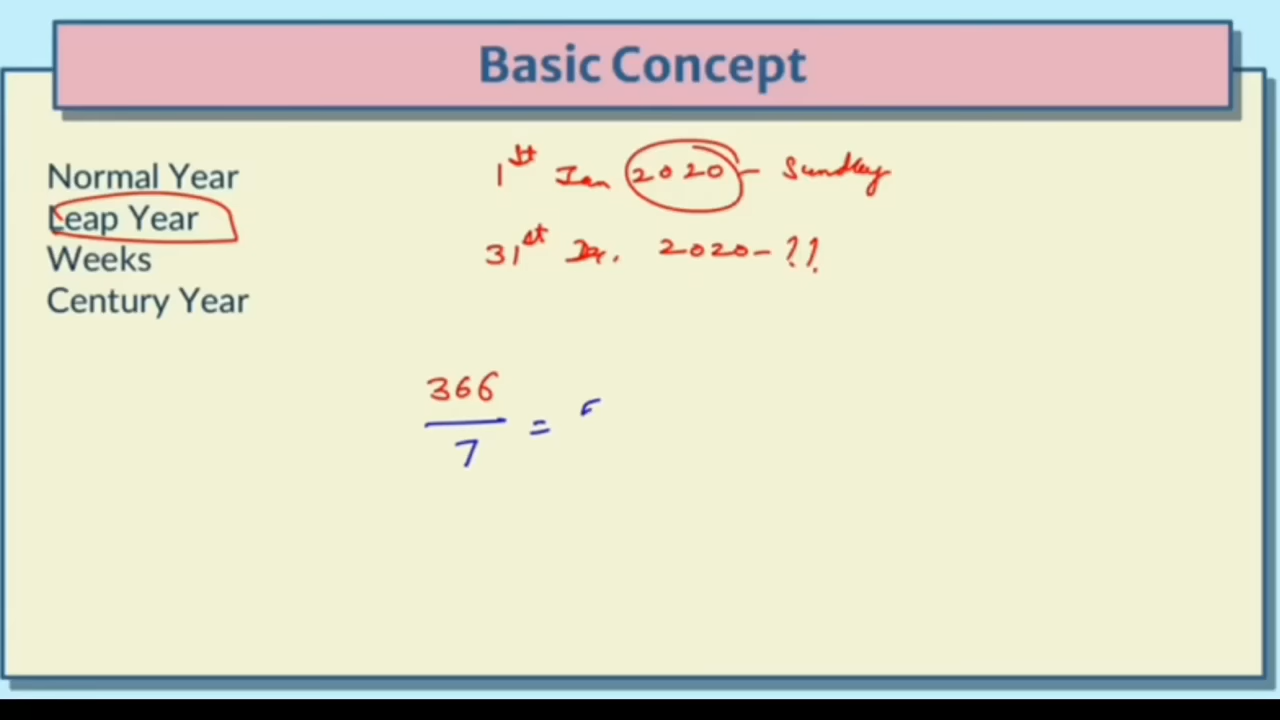 Basic Concept
Normal Year
Leap Year
Weeks
Century Year
1st Jan 2020 - Sunday
31st Dec. 2020 - ??
366
7
=